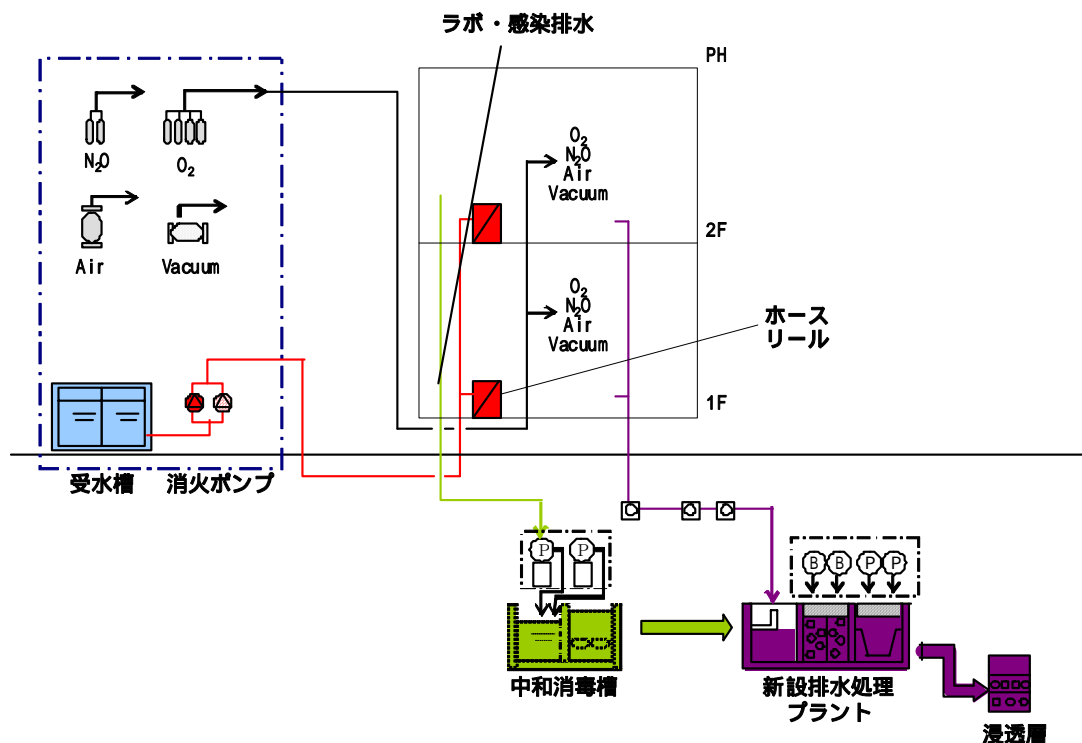 ラボ・感染排水
PH
N₂O
O₂
Air
Vacuum
O₂
N₂O
Air
Vacuum
2F
O₂
N₂O
Air
Vacuum
ホース
リール
1F
受水槽
消火ポンプ
P
P
B
B
P
P
中和消毒槽
新設排水処理
プラント
浸透層